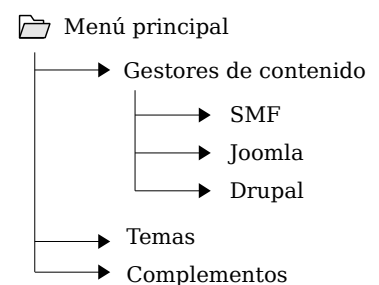 Menú principal
Gestores de contenido
SMF
Joomla
Drupal
Temas
Complementos